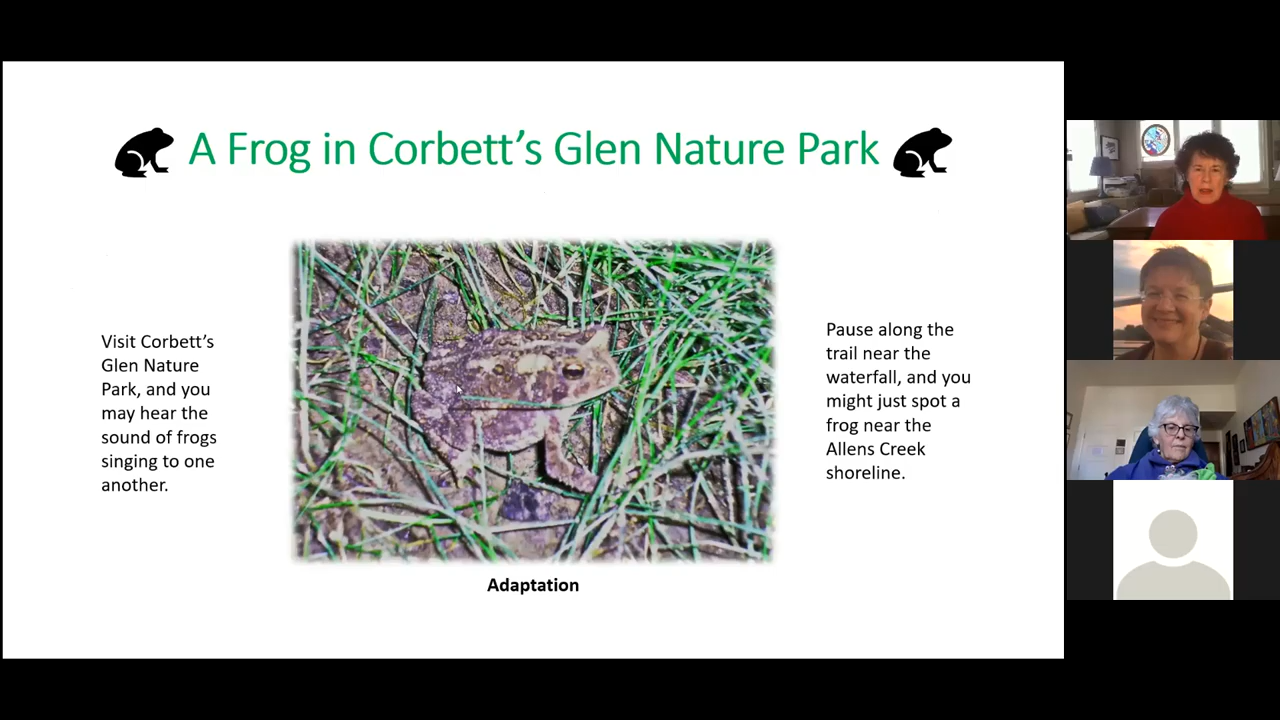 A Frog in Corbett’s Glen Nature Park
Visit Corbett’s
Glen Nature
Park, and you
may hear the
sound of frogs
singing to one
another.
Pause along the
trail near the
waterfall, and you
might just spot a
frog near the
Allens Creek
shoreline.
Adaptation